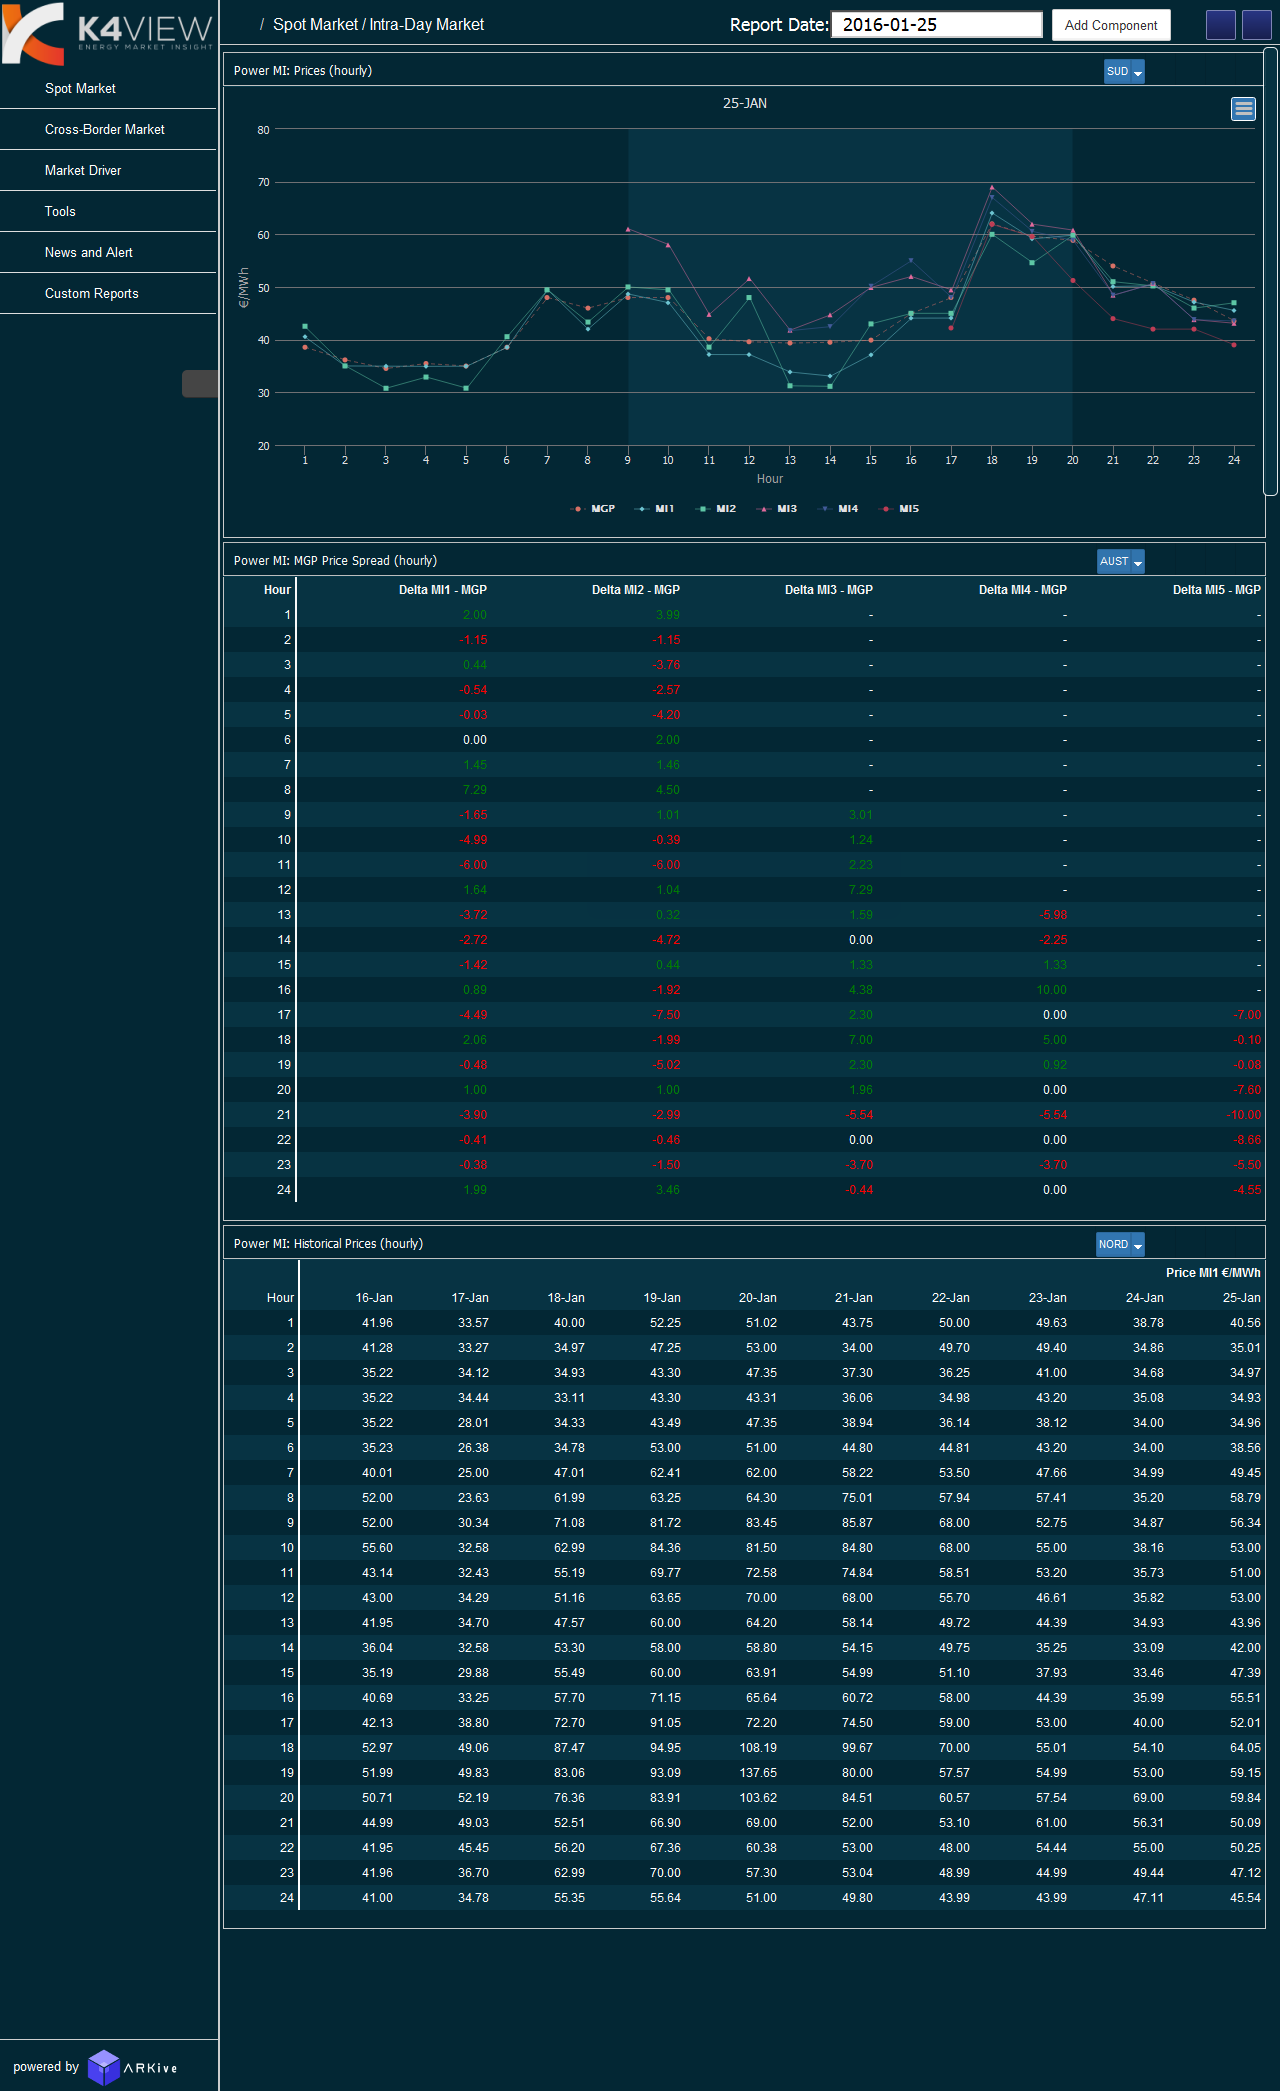 K4VIEW
ENERGY MARKET INSIGHT
/ Spot Market / Intra-Day Market
Report Date: 2016-01-25 Add Component
Spot Market
Cross-Border Market
Market Driver
Tools
News and Alert
Custom Reports
Power MI: Prices (hourly) SUD
25-JAN
80
70
60
50
40
30
20
€/MWh
1 2 3 4 5 6 7 8 9 10 11 12 13 14 15 16 17 18 19 20 21 22 23 24
Hour
MGP MI1 MI2 MI3 MI4 MI5
Power MI: MGP Price Spread (hourly) AUST
Hour Delta MI1 - MGP Delta MI2 - MGP Delta MI3 - MGP Delta MI4 - MGP Delta MI5 - MGP
1 2.00 3.99 - - -
2 -1.15 -1.15 - - -
3 0.44 -3.76 - - -
4 -0.54 -2.57 - - -
5 -0.03 -4.20 - - -
6 0.00 2.00 - - -
7 1.45 1.46 - - -
8 7.29 4.50 - - -
9 -1.65 1.01 3.01 - -
10 -4.99 -0.39 1.24 - -
11 -6.00 -6.00 2.23 - -
12 1.64 1.04 7.29 - -
13 -3.72 0.32 1.59 -5.98 -
14 -2.72 -4.72 0.00 -2.25 -
15 -1.42 0.44 1.33 1.33 -
16 0.89 -1.92 4.38 10.00 -
17 -4.49 -7.50 2.30 0.00 -7.00
18 2.06 -1.99 7.00 5.00 -0.10
19 -0.48 -5.02 2.30 0.92 -0.08
20 1.00 1.00 1.96 0.00 -7.60
21 -3.90 -2.99 -5.54 -5.54 -10.00
22 -0.41 -0.46 0.00 0.00 -8.66
23 -0.38 -1.50 -3.70 -3.70 -5.50
24 1.99 3.46 -0.44 0.00 -4.55
Power MI: Historical Prices (hourly) NORD
Price MI1 €/MWh
Hour 16-Jan 17-Jan 18-Jan 19-Jan 20-Jan 21-Jan 22-Jan 23-Jan 24-Jan 25-Jan
1 41.96 33.57 40.00 52.25 51.02 43.75 50.00 49.63 38.78 40.56
2 41.28 33.27 34.97 47.25 53.00 34.00 49.70 49.40 34.86 35.01
3 35.22 34.12 34.93 43.30 47.35 37.30 36.25 41.00 34.68 34.97
4 35.22 34.44 33.11 43.30 43.31 36.06 34.98 43.20 35.08 34.93
5 35.22 28.01 34.33 43.49 47.35 38.94 36.14 38.12 34.00 34.96
6 35.23 26.38 34.78 53.00 51.00 44.80 44.81 43.20 34.00 38.56
7 40.01 25.00 47.01 62.41 62.00 58.22 53.50 47.66 34.99 49.45
8 52.00 23.63 61.99 63.25 64.30 75.01 57.94 57.41 35.20 58.79
9 52.00 30.34 71.08 81.72 83.45 85.87 68.00 52.75 34.87 56.34
10 55.60 32.58 62.99 84.36 81.50 84.80 68.00 55.00 38.16 53.00
11 43.14 32.43 55.19 69.77 72.58 74.84 58.51 53.20 35.73 51.00
12 43.00 34.29 51.16 63.65 70.00 68.00 55.70 46.61 35.82 53.00
13 41.95 34.70 47.57 60.00 64.20 58.14 49.72 44.39 34.93 43.96
14 36.04 32.58 53.30 58.00 58.80 54.15 49.75 35.25 33.09 42.00
15 35.19 29.88 55.49 60.00 63.91 54.99 51.10 37.93 33.46 47.39
16 40.69 33.25 57.70 71.15 65.64 60.72 58.00 44.39 35.99 55.51
17 42.13 38.80 72.70 91.05 72.20 74.50 59.00 53.00 40.00 52.01
18 52.97 49.06 87.47 94.95 108.19 99.67 70.00 55.01 54.10 64.05
19 51.99 49.83 83.06 93.09 137.65 80.00 57.57 54.99 53.00 59.15
20 50.71 52.19 76.36 83.91 103.62 84.51 60.57 57.54 69.00 59.84
21 44.99 49.03 52.51 66.90 69.00 52.00 53.10 61.00 56.31 50.09
22 41.95 45.45 56.20 67.36 60.38 53.00 48.00 54.44 55.00 50.25
23 41.96 36.70 62.99 70.00 57.30 53.04 48.99 44.99 49.44 47.12
24 41.00 34.78 55.35 55.64 51.00 49.80 43.99 43.99 47.11 45.54
powered by ARKive